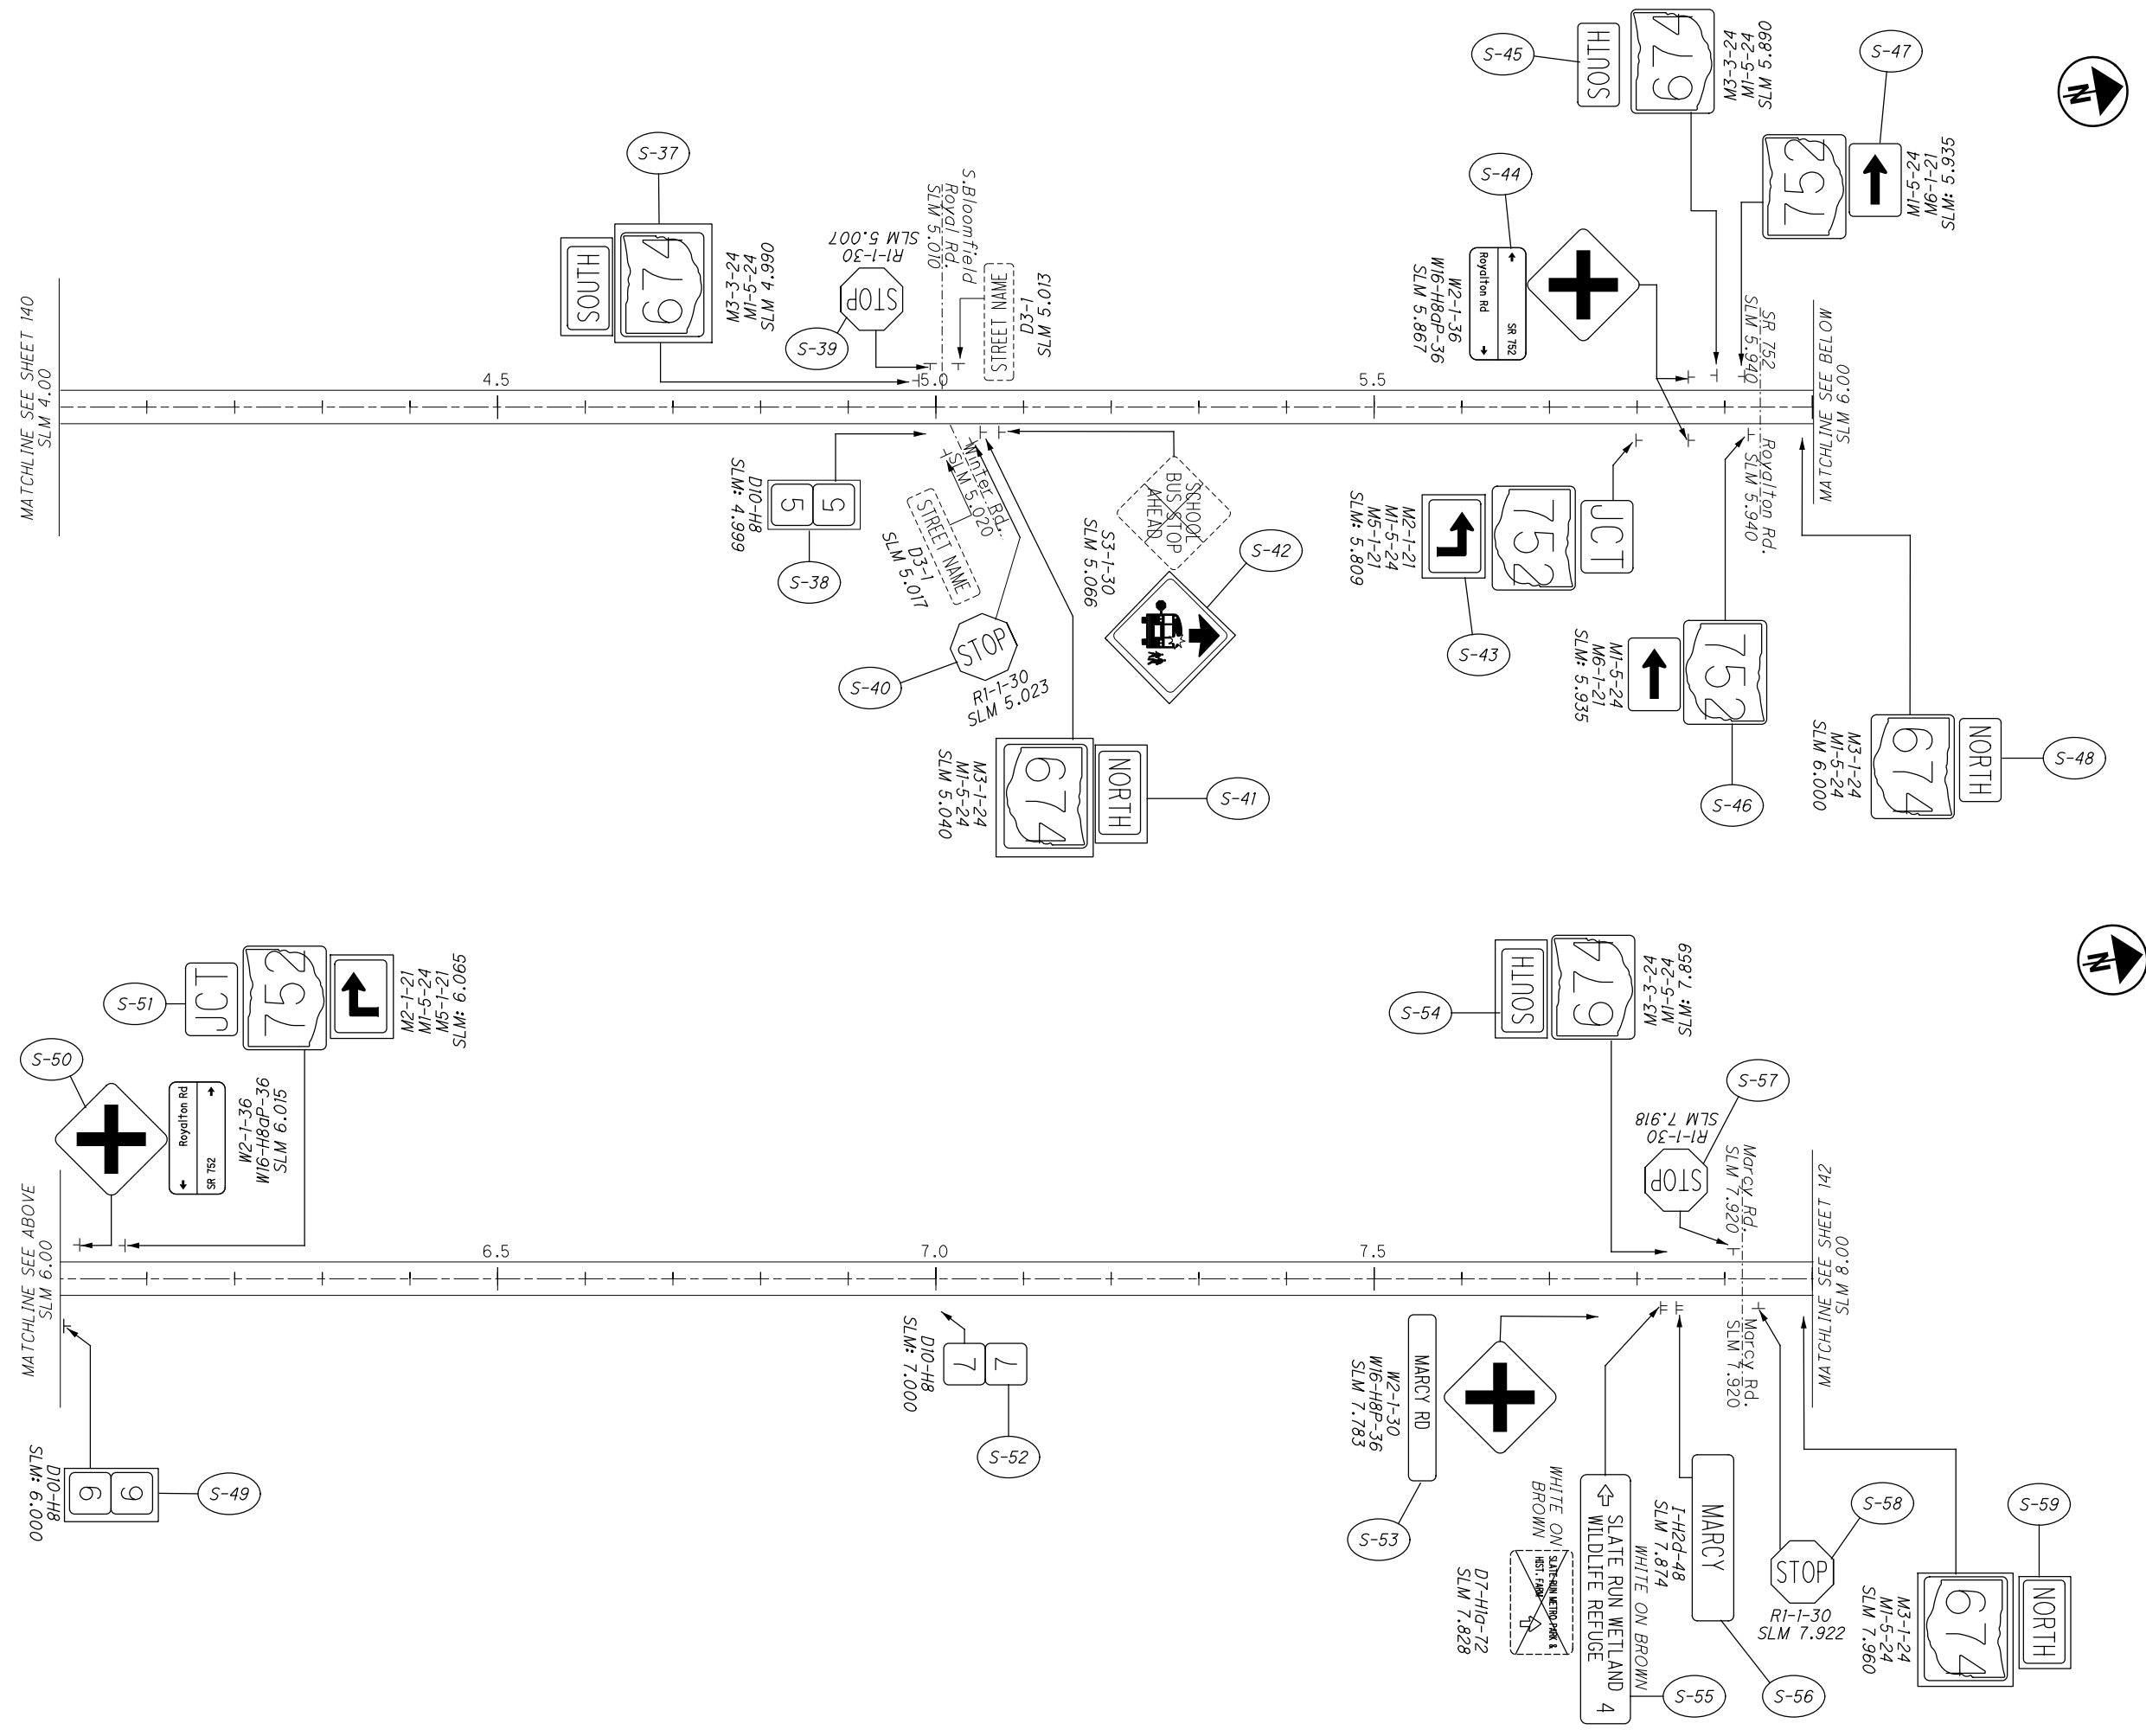 S-45
SOUTH
674
M3-3-24
M1-5-24
SLM 5.890
S-47
752
M1-5-24
M6-1-21
SLM: 5.935
N
S-37
SOUTH
674
M3-3-24
M1-5-24
SLM 4.990
R1-1-30
SLM 5.007
STOP
S-39
S.Bloomfield
Royal Rd.
SLM 5.010
STREET NAME
D3-1
SLM 5.013
S-44
Royalton Rd
SR 752
W2-1-36
W16-H8aP-36
SLM 5.867
SR 752
SLM 5.940
MATCHLINE SEE SHEET 140
SLM 4.00
4.5
5.0
5.5
MATCHLINE SEE BELOW
SLM 6.00
D10-H8
SLM: 4.999
5
5
S-38
Winter Rd.
SLM 5.020
STREET NAME
D3-1
SLM 5.017
STOP
S-40
R1-1-30
SLM 5.023
SCHOOL
BUS STOP
AHEAD
S3-1-30
SLM 5.066
S-42
NORTH
674
M3-1-24
M1-5-24
SLM 5.040
S-41
JCT
752
M2-1-21
M1-5-24
M5-1-21
SLM: 5.809
S-43
Royalton Rd.
SLM 5.940
752
M1-5-24
M6-1-21
SLM: 5.935
S-46
NORTH
674
M3-1-24
M1-5-24
SLM 6.000
S-48
N
S-51
JCT
752
M2-1-21
M1-5-24
M5-1-21
SLM: 6.065
S-50
Royalton Rd
SR 752
W2-1-36
W16-H8aP-36
SLM 6.015
S-54
SOUTH
674
M3-3-24
M1-5-24
SLM: 7.859
S-57
R1-1-30
SLM 7.918
STOP
Marcy Rd.
SLM 7.920
MATCHLINE SEE ABOVE
SLM 6.00
6.5
7.0
7.5
MATCHLINE SEE SHEET 142
SLM 8.00
D10-H8
SLM: 6.000
6
6
S-49
D10-H8
SLM: 7.000
7
7
S-52
MARCY RD
W2-1-30
W16-H8P-36
SLM 7.783
S-53
WHITE ON
BROWN
SLATE RUN METRO PARK &
HIST. FARM
D7-H1a-72
SLM 7.828
SLATE RUN WETLAND
WILDLIFE REFUGE 4
WHITE ON BROWN
S-55
MARCY
I-H2d-48
SLM 7.874
S-56
Marcy Rd.
SLM 7.920
STOP
R1-1-30
SLM 7.922
S-58
NORTH
674
M3-1-24
M1-5-24
SLM 7.960
S-59